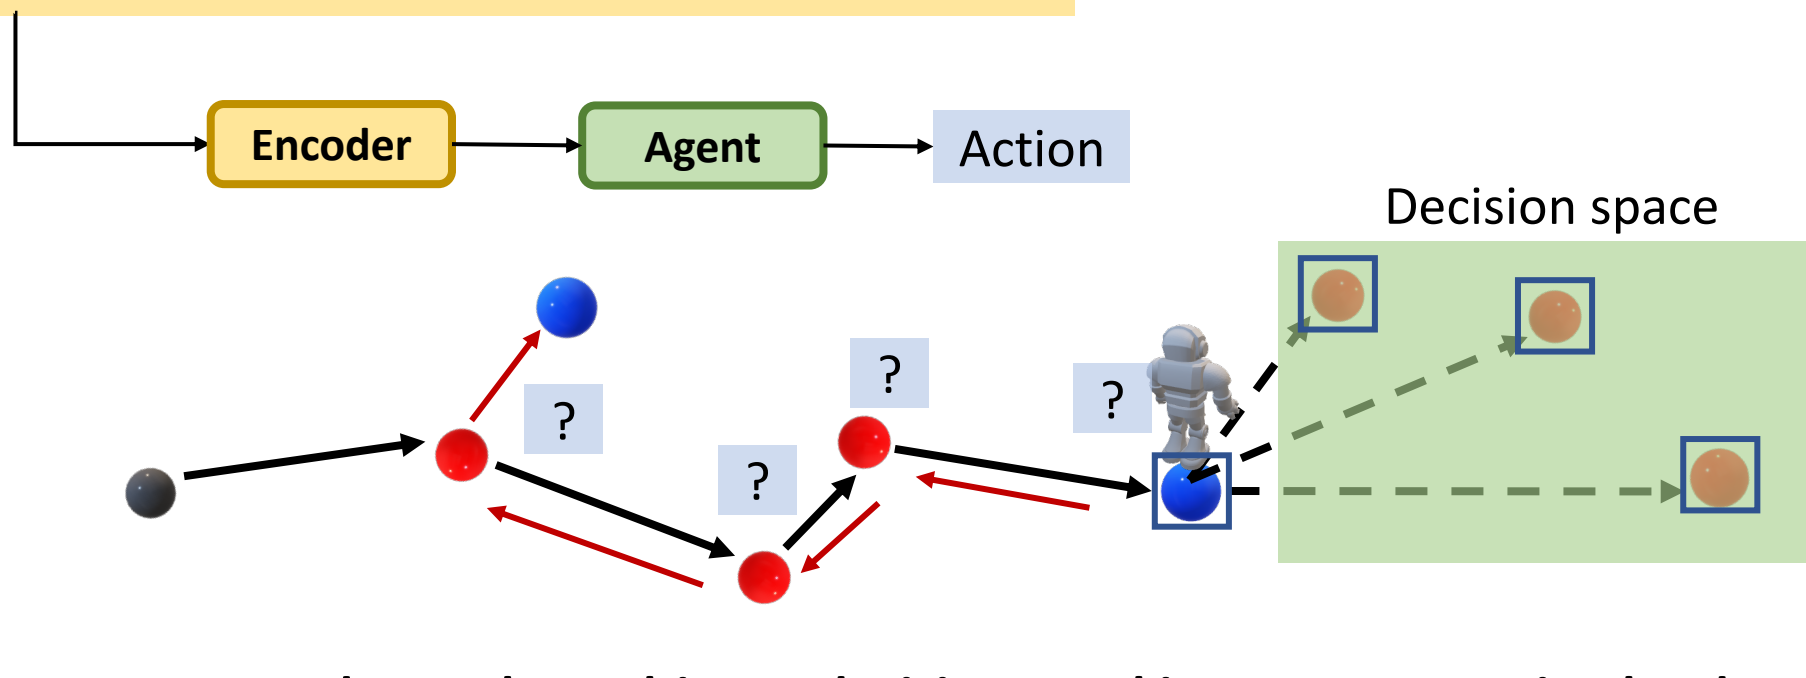 Encoder
Agent
Action
Decision space
?
?
?
?